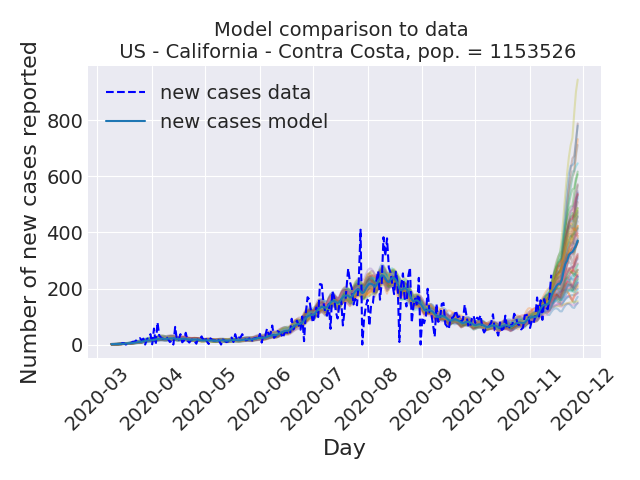 Model comparison to data
US - California - Contra Costa, pop. = 1153526
new cases data
new cases model
Number of new cases reported
800
600
400
200
0
2020-03
2020-04
2020-05
2020-06
2020-07
2020-08
2020-09
2020-10
2020-11
2020-12
Day